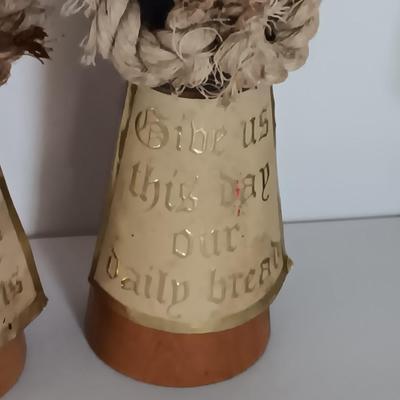 Give us
this day
our
daily bread